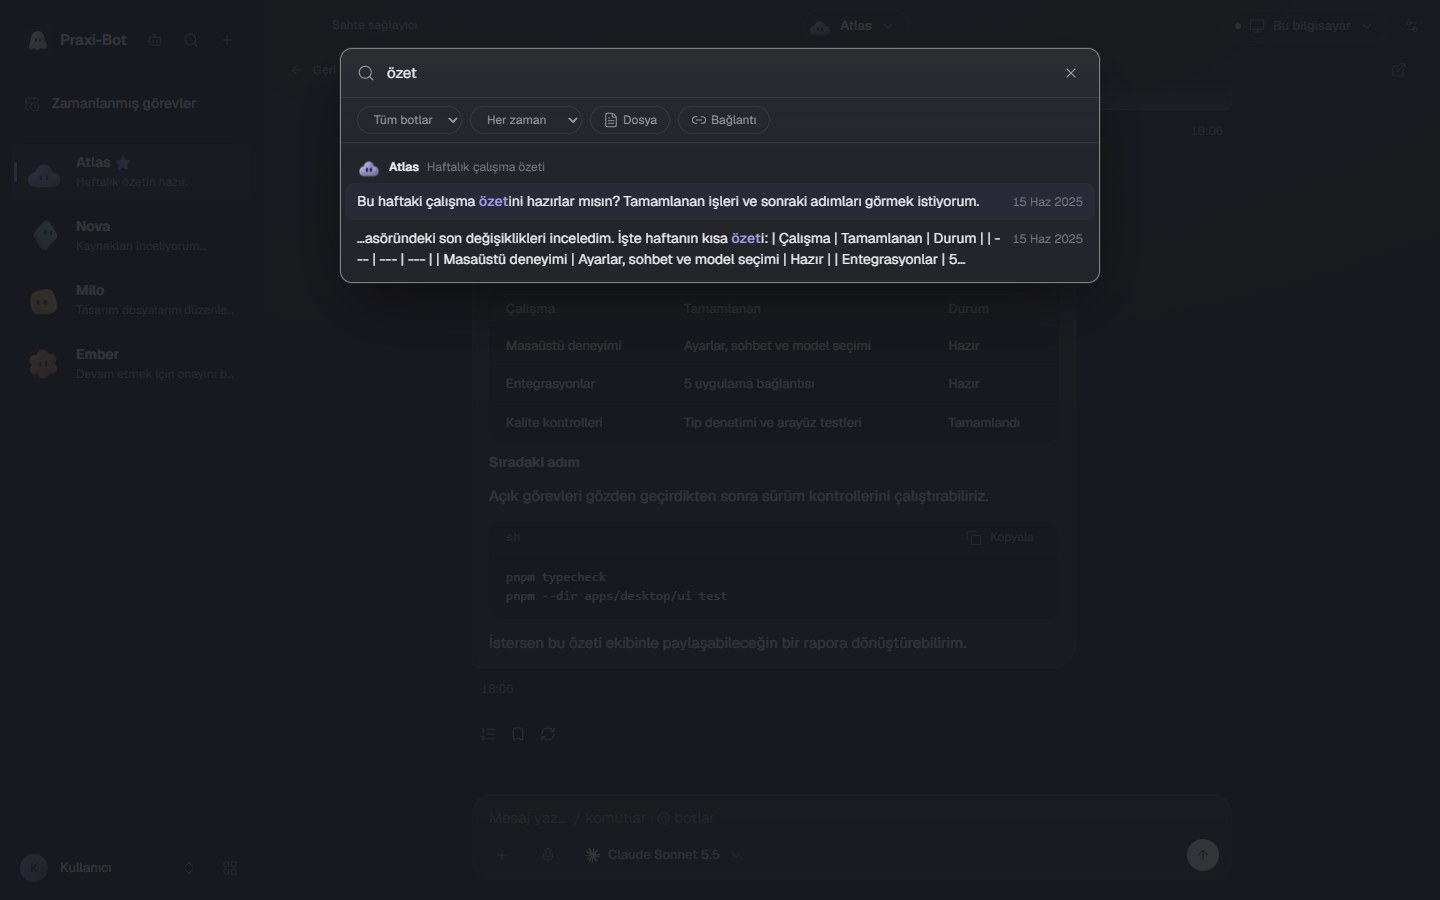 Praxi-Bot
Sahte sağlayıcı
Atlas
Bu bilgisayar
Geri
özet
Tüm botlar
Her zaman
Dosya
Bağlantı
Atlas Haftalık çalışma özeti
Bu haftaki çalışma özetini hazırlar mısın? Tamamlanan işleri ve sonraki adımları görmek istiyorum. 15 Haz 2025
...asöründeki son değişiklikleri inceledim. İşte haftanın kısa özeti: | Çalışma | Tamamlanan | Durum | | - 15 Haz 2025
-- | --- | --- | | Masaüstü deneyimi | Ayarlar, sohbet ve model seçimi | Hazır | | Entegrasyonlar | 5...
Zamanlanmış görevler
Atlas
Haftalık özetin hazır.
Nova
Kaynakları inceliyorum...
Milo
Tasarım dosyalarını düzenle...
Ember
Devam etmek için onayını b...
18:06
Çalışma Tamamlanan Durum
Masaüstü deneyimi Ayarlar, sohbet ve model seçimi Hazır
Entegrasyonlar 5 uygulama bağlantısı Hazır
Kalite kontrolleri Tip denetimi ve arayüz testleri Tamamlandı
Sıradaki adım
Açık görevleri gözden geçirdikten sonra sürüm kontrollerini çalıştırabiliriz.
sh
Kopyala
pnpm typecheck
pnpm --dir apps/desktop/ui test
İstersen bu özeti ekibinle paylaşabileceğin bir rapora dönüştürebilirim.
18:06
Mesaj yaz... / komutlar · @ botlar
Claude Sonnet 5.5
K
Kullanıcı